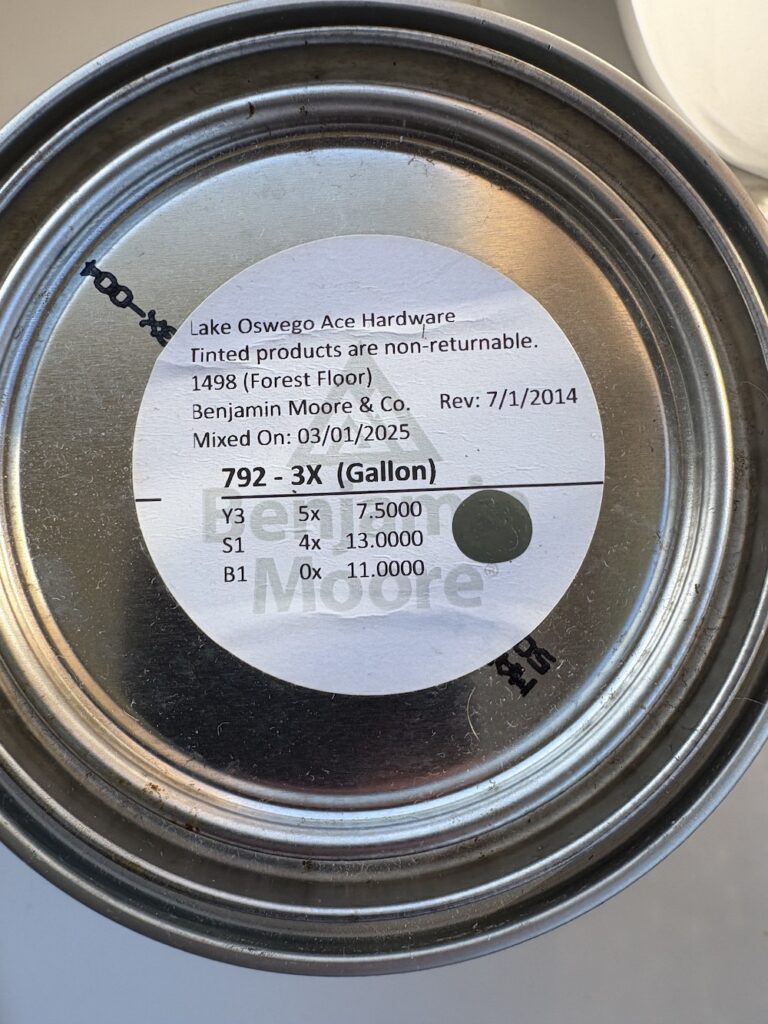 Lake Oswego Ace Hardware
Tinted products are non-returnable.
1498 (Forest Floor)
Benjamin Moore & Co. Rev: 7/1/2014
Mixed On: 03/01/2025
792 - 3X (Gallon)
Y3 5x 7.5000
S1 4x 13.0000
B1 0x 11.0000
Benjamin
Moore